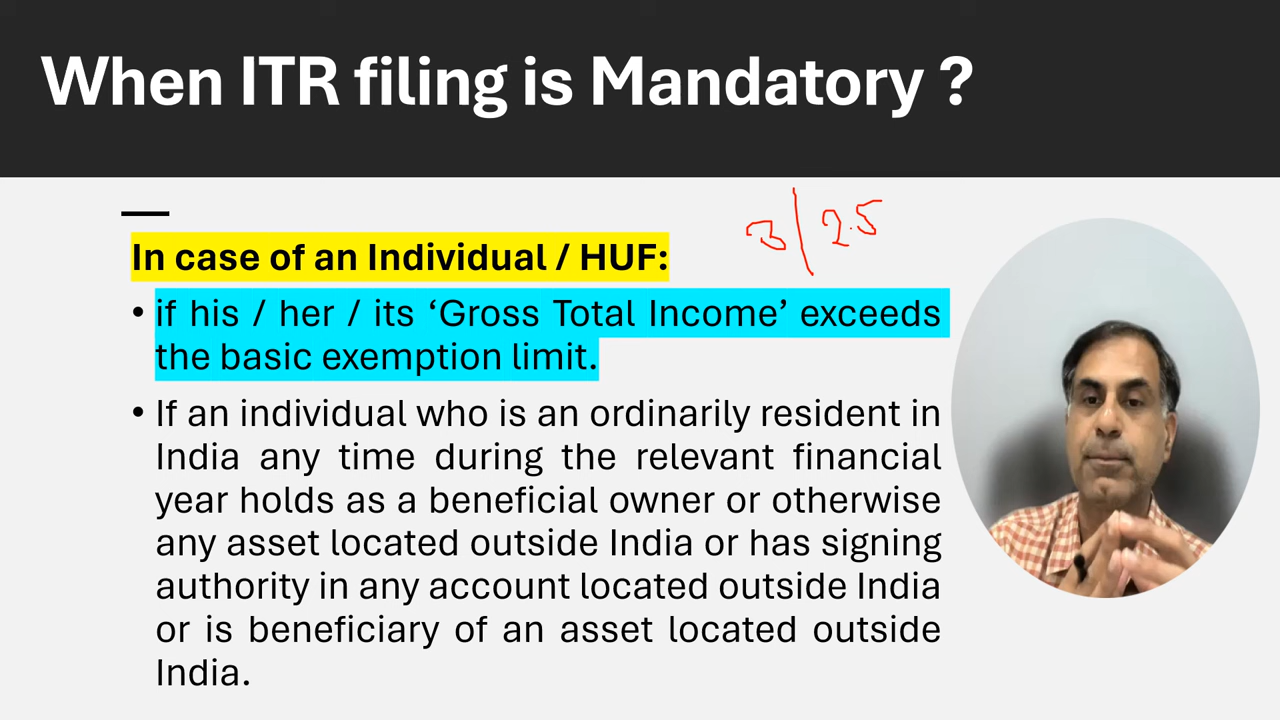 When ITR filing is Mandatory ?
3/2.5
In case of an Individual / HUF:
• if his / her / its ‘Gross Total Income’ exceeds
the basic exemption limit.
• If an individual who is an ordinarily resident in
India any time during the relevant financial
year holds as a beneficial owner or otherwise
any asset located outside India or has signing
authority in any account located outside India
or is beneficiary of an asset located outside
India.